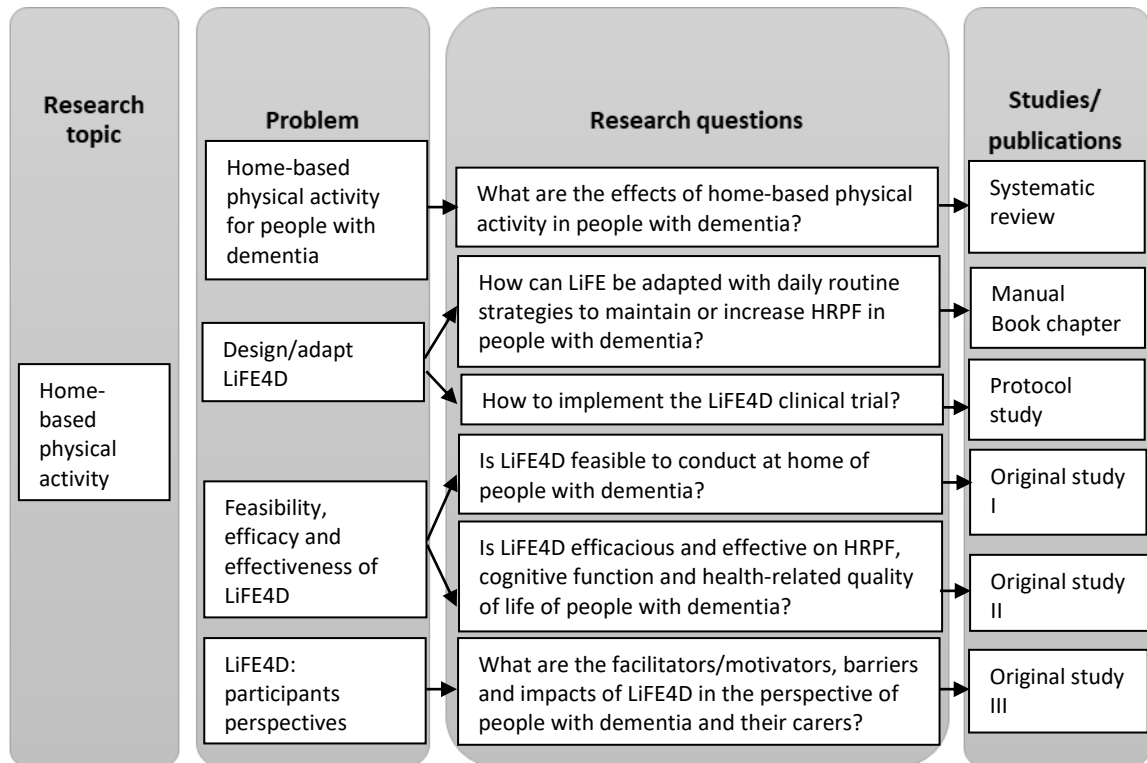 Research
topic
Home-
based
physical
activity
Problem
Home-based
physical activity
for people with
dementia
Design/adapt
LiFE4D
Feasibility,
efficacy and
effectiveness of
LiFE4D
LiFE4D:
participants
perspectives
Research questions
What are the effects of home-based physical
activity in people with dementia?
How can LiFE be adapted with daily routine
strategies to maintain or increase HRPF in
people with dementia?
How to implement the LiFE4D clinical trial?
Is LiFE4D feasible to conduct at home of
people with dementia?
Is LiFE4D efficacious and effective on HRPF,
cognitive function and health-related quality
of life of people with dementia?
What are the facilitators/motivators, barriers
and impacts of LiFE4D in the perspective of
people with dementia and their carers?
Studies/
publications
Systematic
review
Manual
Book chapter
Protocol
study
Original study
I
Original study
II
Original study
III